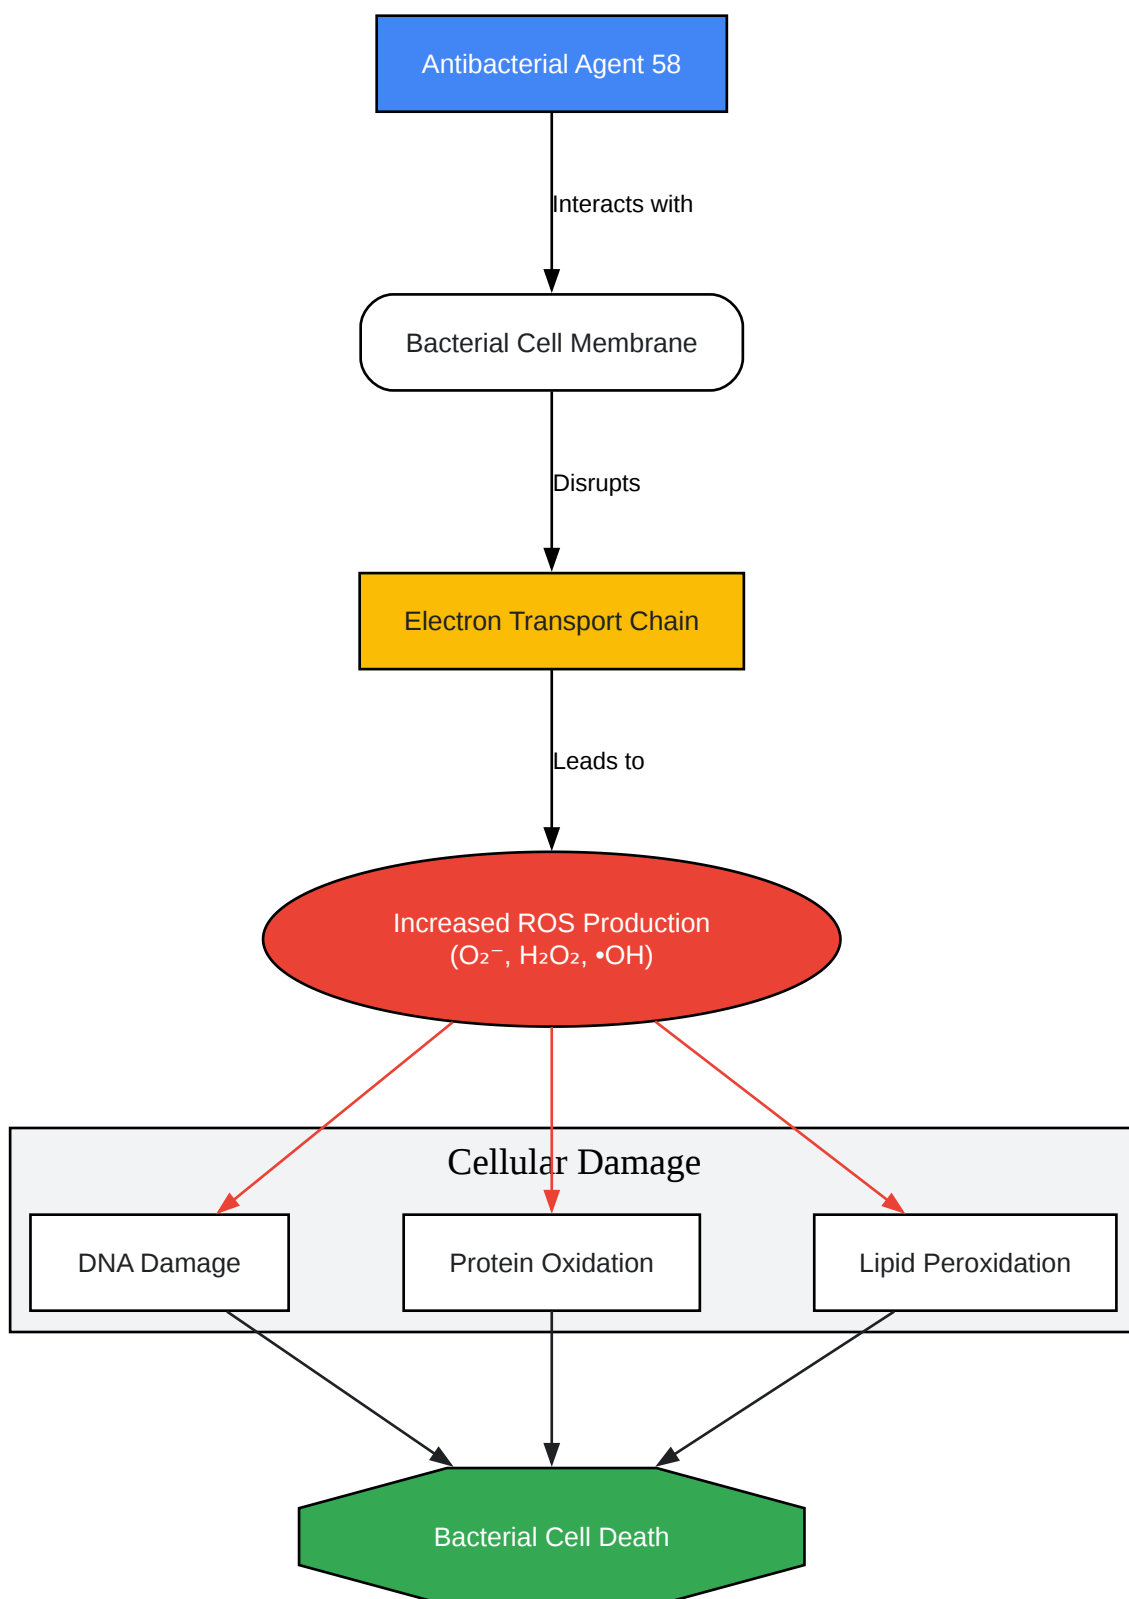 Antibacterial Agent 58
Interacts with
Bacterial Cell Membrane
Disrupts
Electron Transport Chain
Leads to
Increased ROS Production
(O₂⁻, H₂O₂, •OH)
Cellular Damage
DNA Damage
Protein Oxidation
Lipid Peroxidation
Bacterial Cell Death